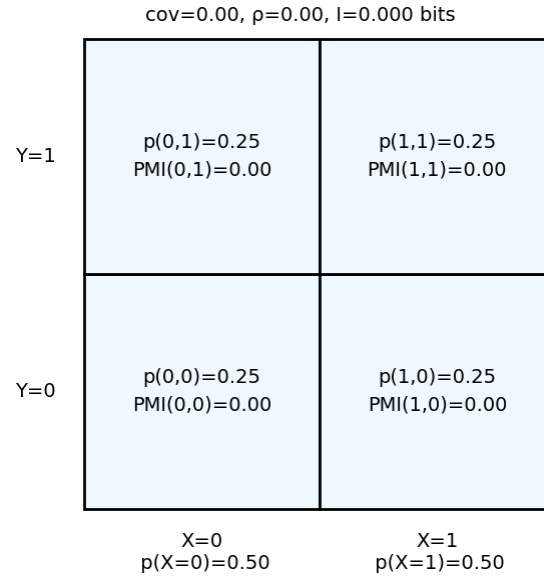 cov=0.00, ρ=0.00, I=0.000 bits
Y=1
p(0,1)=0.25
PMI(0,1)=0.00
p(1,1)=0.25
PMI(1,1)=0.00
Y=0
p(0,0)=0.25
PMI(0,0)=0.00
p(1,0)=0.25
PMI(1,0)=0.00
X=0
p(X=0)=0.50
X=1
p(X=1)=0.50